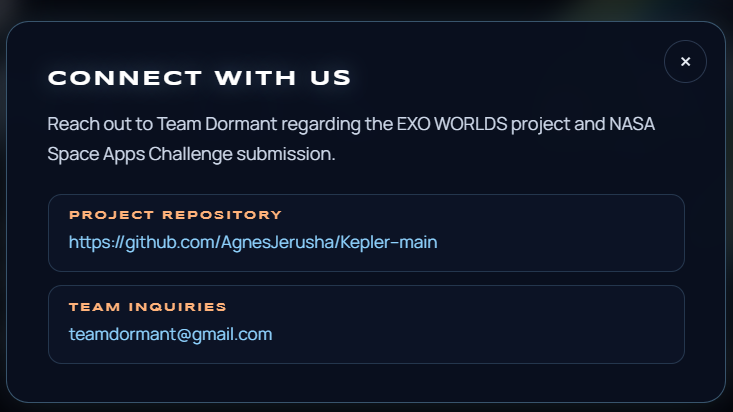 CONNECT WITH US
×
Reach out to Team Dormant regarding the EXO WORLDS project and NASA
Space Apps Challenge submission.
PROJECT REPOSITORY
https://github.com/AgnesJerusha/Kepler-main
TEAM INQUIRIES
teamdormant@gmail.com